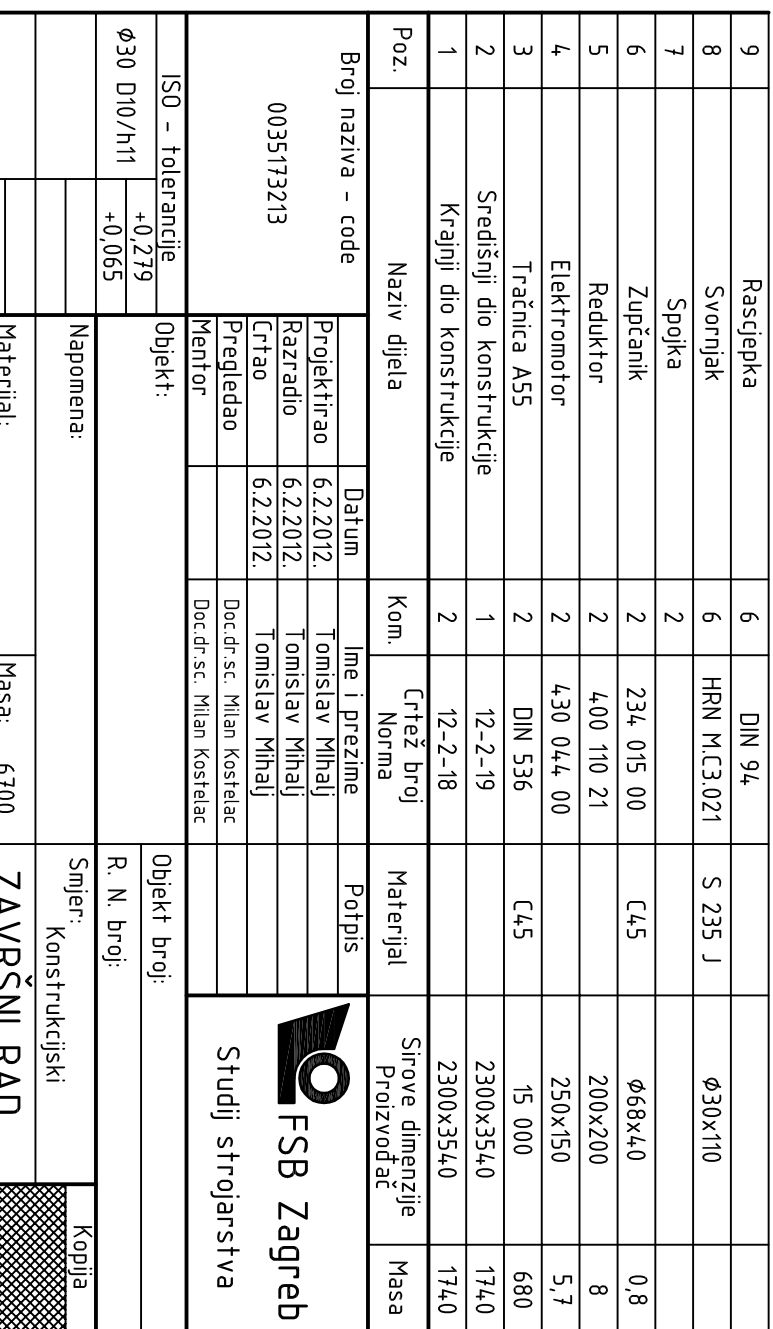 9 Rascjepka 6 DIN 94
8 Svornjak 6 HRN M.C3.021 S 235 J ϕ30x110
7 Spojka 2
6 Zupčanik 2 234 015 00 C45 ϕ68x40 0,8
5 Reduktor 2 400 110 21 200x200 8
4 Elektromotor 2 430 044 00 250x150 5,7
3 Tračnica A55 2 DIN 536 C45 15 000 680
2 Središnji dio konstrukcije 1 12-2-19 2300x3540 1740
1 Krajnji dio konstrukcije 2 12-2-18 2300x3540 1740
Poz. Naziv dijela Kom. Crtež broj Materijal Sirove dimenzije Masa
Norma Proizvođač
Broj naziva - code Datum Ime i prezime Potpis
0035173213
Projektirao 6.2.2012. Tomislav MIhalj
Razradio 6.2.2012. Tomislav Mihalj
Crtao 6.2.2012. Tomislav Mihalj
Pregledao Doc.dr.sc. Milan Kostelac
Mentor Doc.dr.sc. Milan Kostelac
FSB Zagreb
Studij strojarstva
ISO - tolerancije Objekt: Objekt broj:
ϕ30 D10/h11 +0,279
+0,065
R. N. broj:
Napomena: Smjer:
Konstrukcijski
Kopija
Materijal: Masa: 6700 ZAVRŠNI RAD